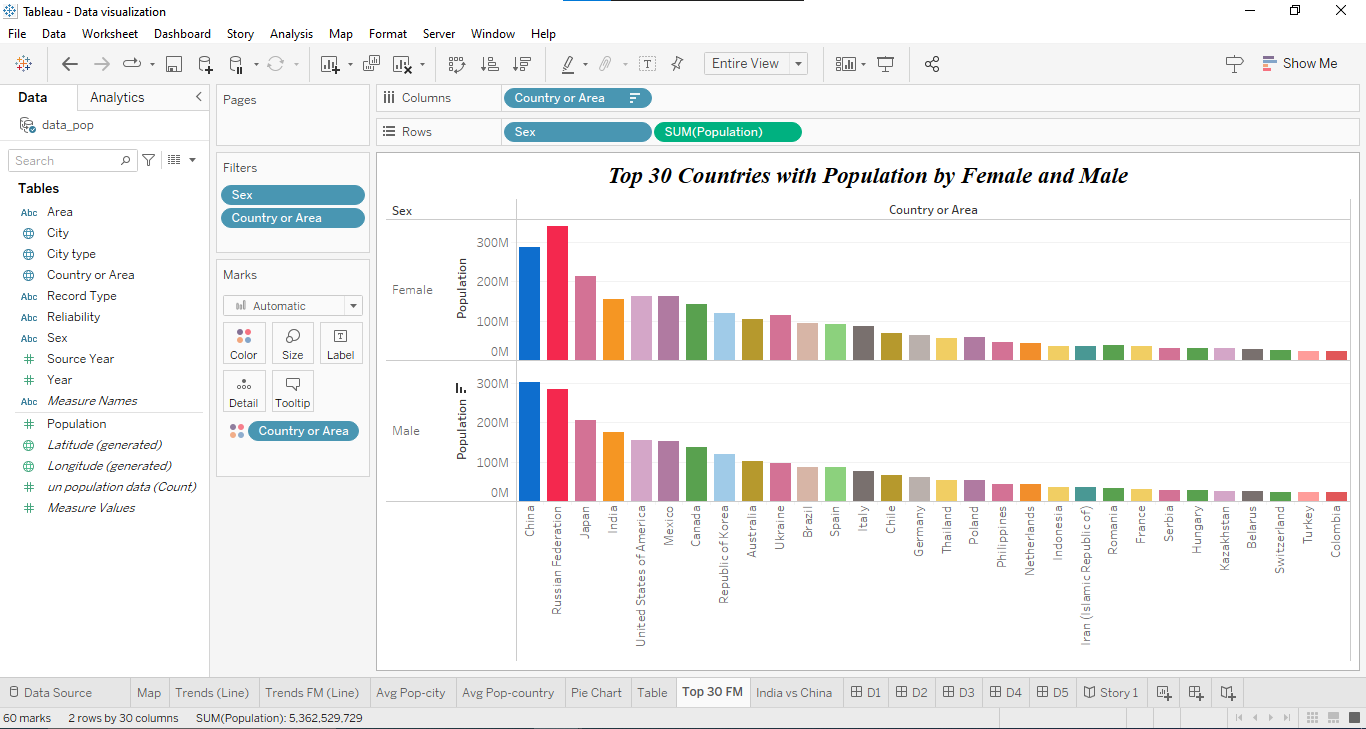 Tableau - Data visualization
File Data Worksheet Dashboard Story Analysis Map Format Server Window Help
Entire View
Show Me
Data Analytics
data_pop
Search
Tables
Abc Area
City
City type
Country or Area
Abc Record Type
Abc Reliability
Abc Sex
Source Year
Year
Abc Measure Names
Population
Latitude (generated)
Longitude (generated)
un population data (Count)
Measure Values
Pages
Filters
Sex
Country or Area
Marks
Automatic
Color Size Label
Detail Tooltip
Country or Area
Columns Country or Area
Rows Sex SUM(Population)
Top 30 Countries with Population by Female and Male
Sex Country or Area
Female
Population
300M
200M
100M
0M
Male
Population
300M
200M
100M
0M
China
Russian Federation
Japan
India
United States of America
Mexico
Canada
Republic of Korea
Australia
Ukraine
Brazil
Spain
Italy
Chile
Germany
Thailand
Poland
Philippines
Netherlands
Indonesia
Iran (Islamic Republic of)
Romania
France
Serbia
Hungary
Kazakhstan
Belarus
Switzerland
Turkey
Colombia
Data Source Map Trends (Line) Trends FM (Line) Avg Pop-city Avg Pop-country Pie Chart Table Top 30 FM India vs China D1 D2 D3 D4 D5 Story 1
60 marks 2 rows by 30 columns SUM(Population): 5,362,529,729